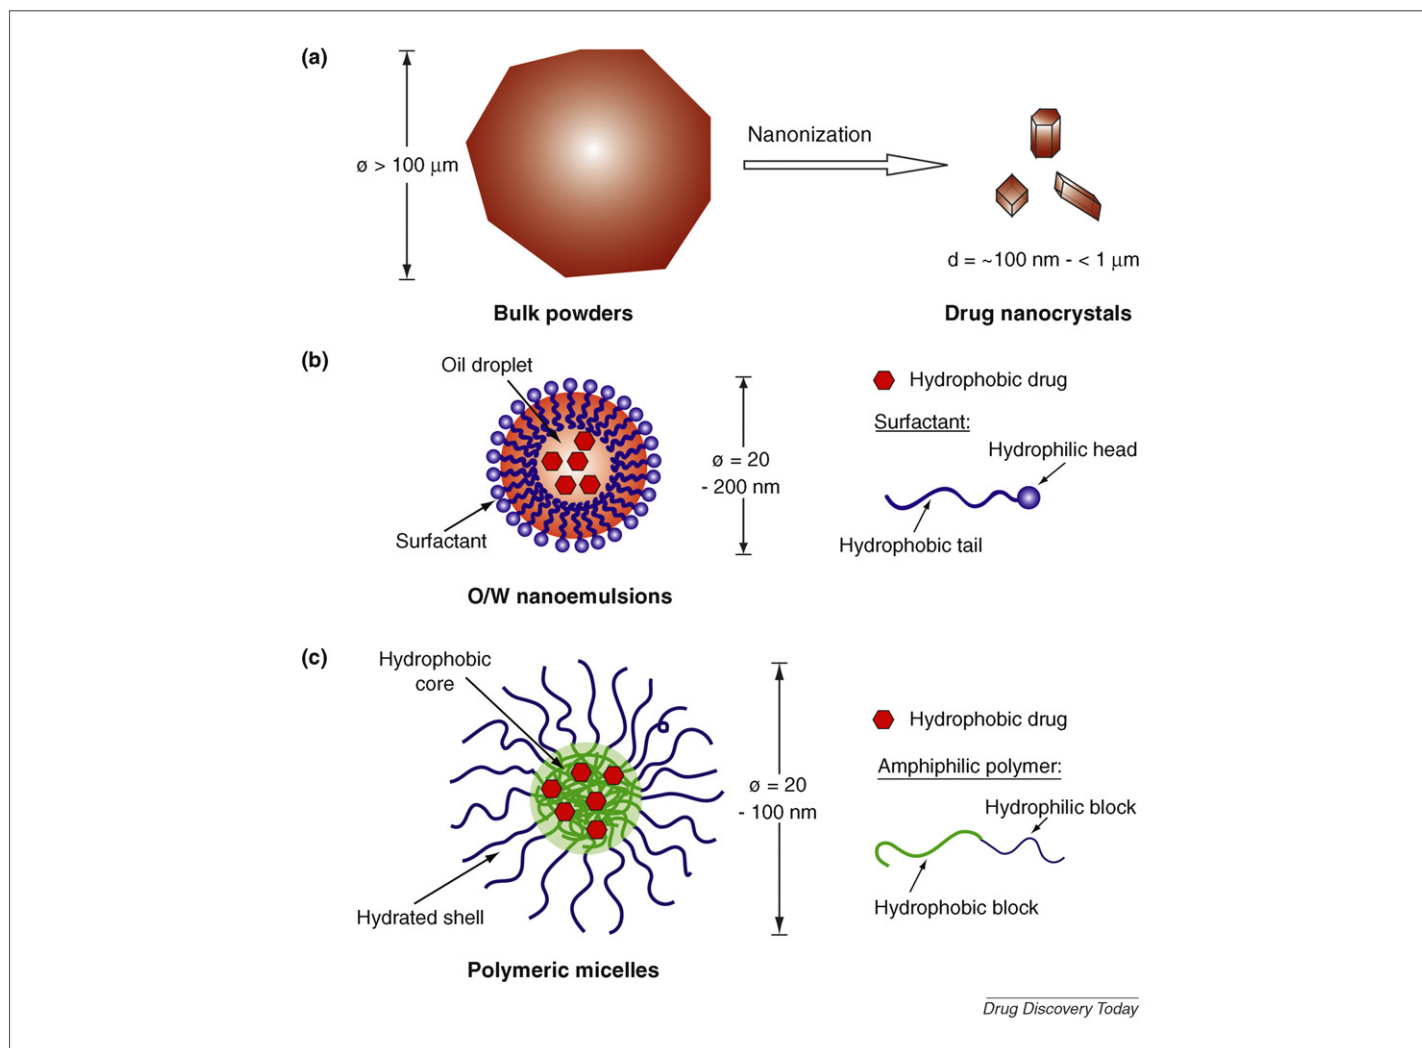 (a)
ø > 100 μm
Nanonization
d = ~100 nm - < 1 μm
Bulk powders
Drug nanocrystals
(b)
Oil droplet
Surfactant
ø = 20
- 200 nm
Hydrophobic drug
Surfactant:
Hydrophilic head
Hydrophobic tail
O/W nanoemulsions
(c)
Hydrophobic
core
Hydrated shell
ø = 20
- 100 nm
Hydrophobic drug
Amphiphilic polymer:
Hydrophilic block
Hydrophobic block
Polymeric micelles
Drug Discovery Today